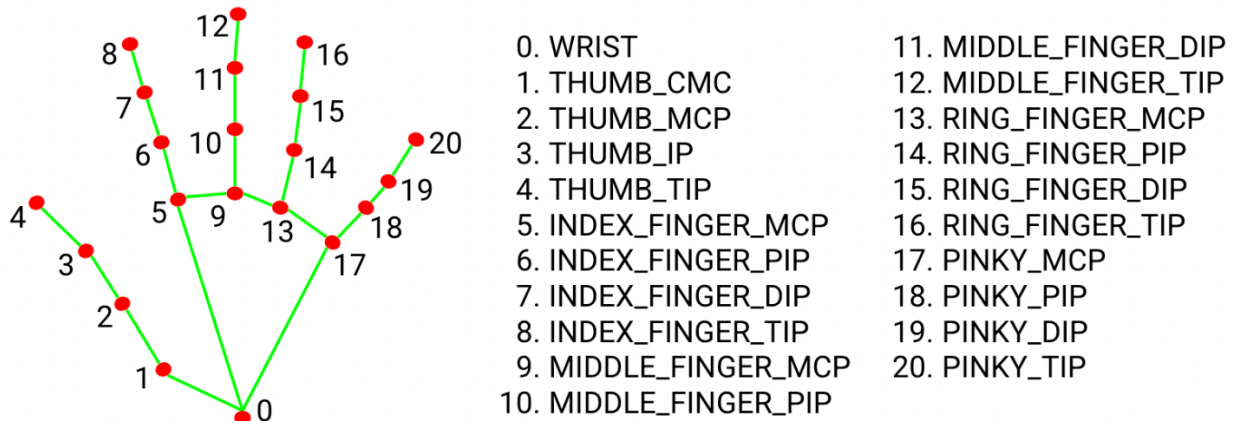 12
8
16
11
7
15
10
6
20
14
19
5
9
4
18
13
3
17
2
1
0
0. WRIST
1. THUMB_CMC
2. THUMB_MCP
3. THUMB_IP
4. THUMB_TIP
5. INDEX_FINGER_MCP
6. INDEX_FINGER_PIP
7. INDEX_FINGER_DIP
8. INDEX_FINGER_TIP
9. MIDDLE_FINGER_MCP
10. MIDDLE_FINGER_PIP
11. MIDDLE_FINGER_DIP
12. MIDDLE_FINGER_TIP
13. RING_FINGER_MCP
14. RING_FINGER_PIP
15. RING_FINGER_DIP
16. RING_FINGER_TIP
17. PINKY_MCP
18. PINKY_PIP
19. PINKY_DIP
20. PINKY_TIP